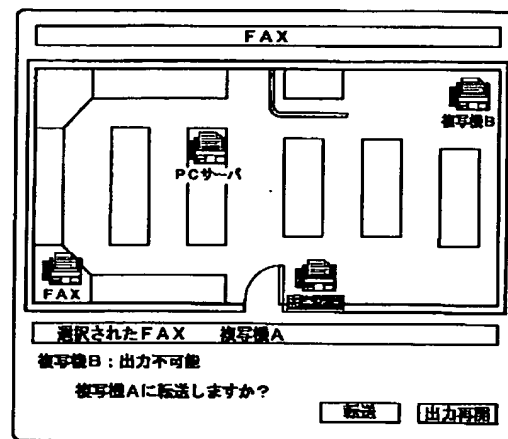 FAX
複写機B
PCサーバ
FAX
選択されたFAX 複写機A
複写機B：出力不可能
複写機Aに転送しますか？
転送 出力再開